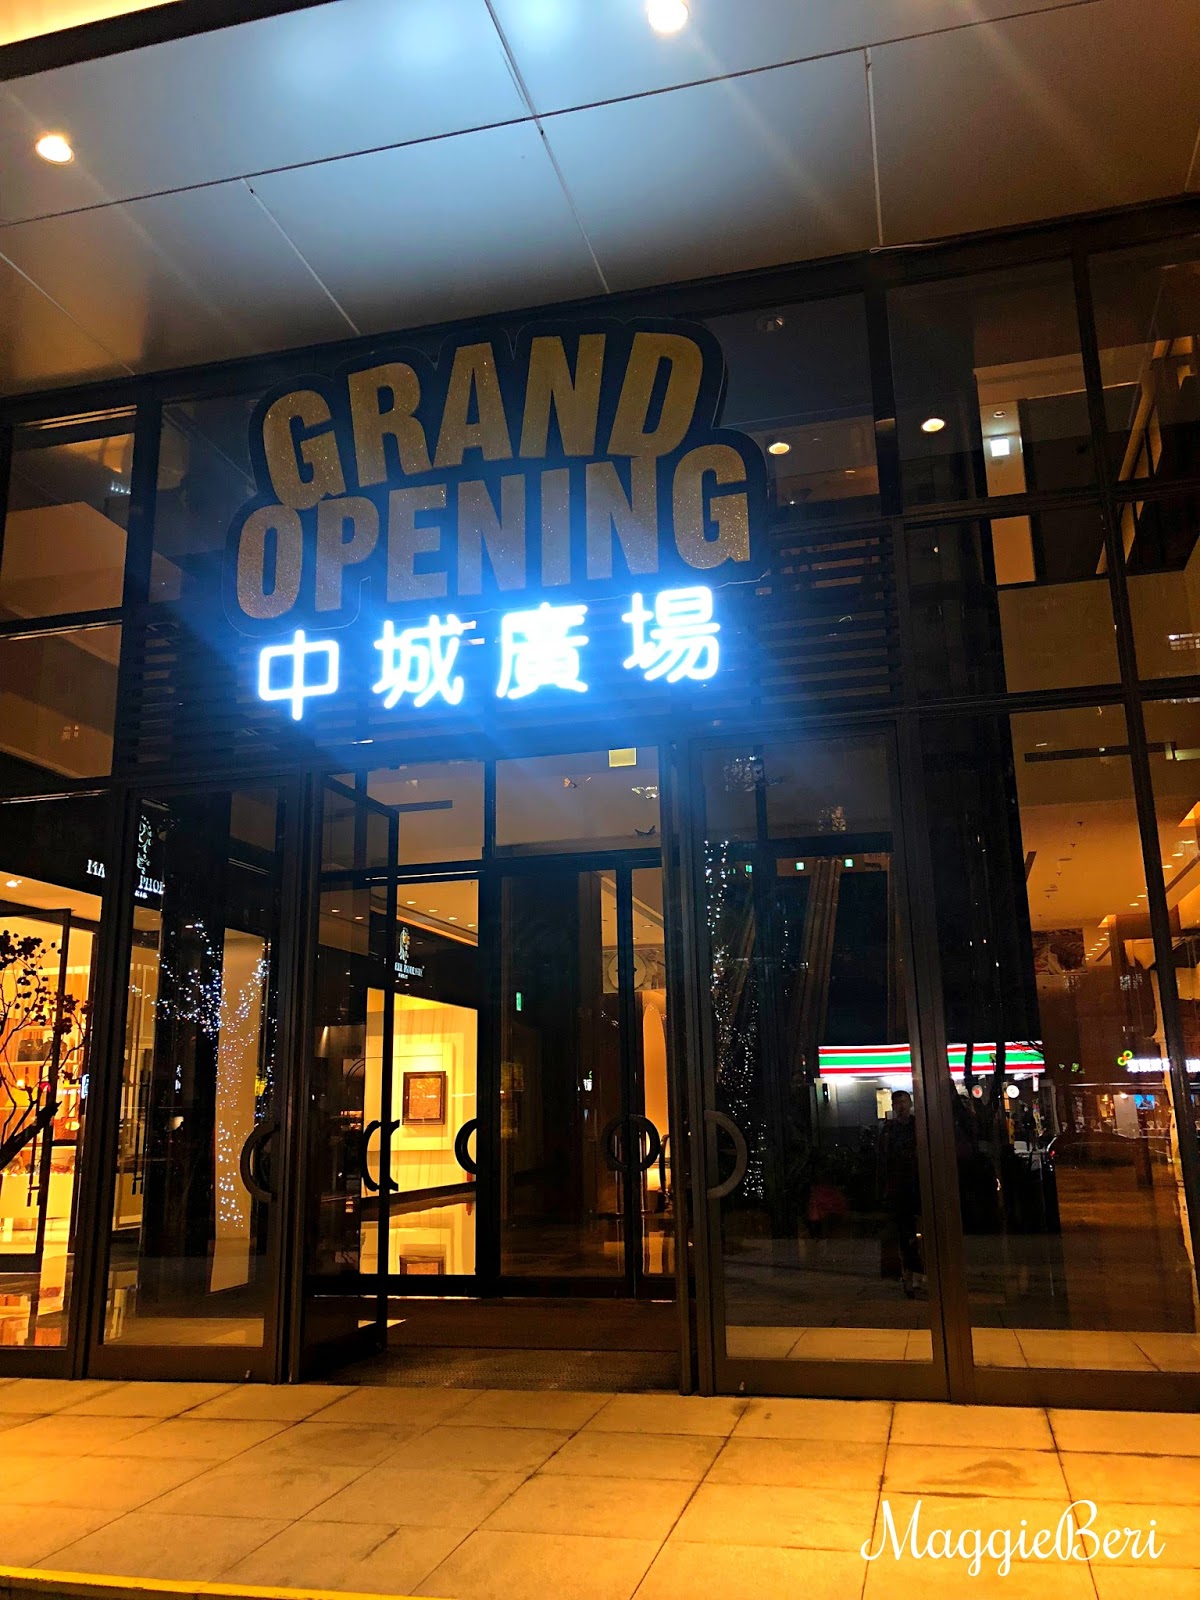 GRAND
OPENING
中城廣場
MaggieBeri